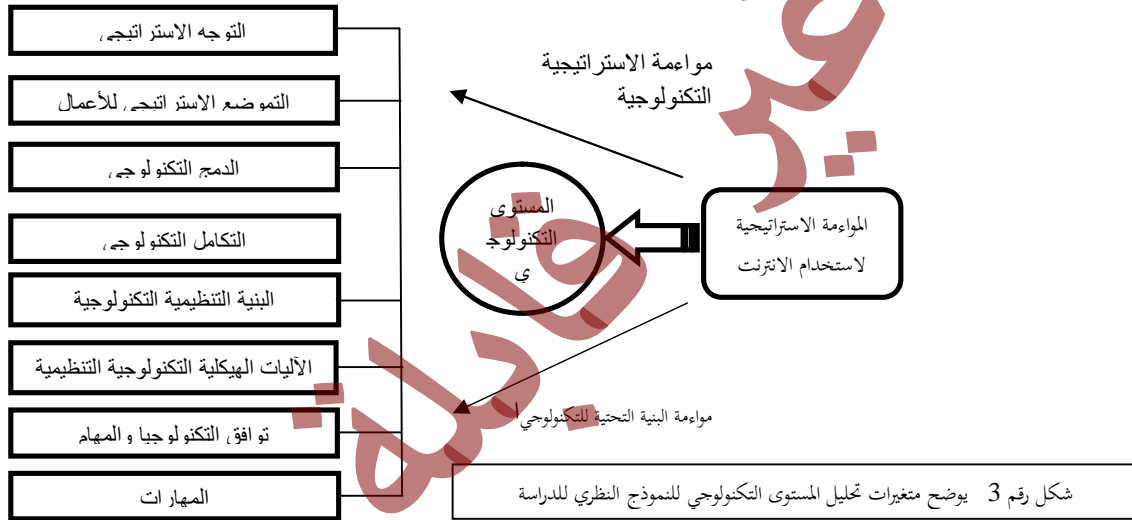 التوجه الاستراتيجي
التموضع الاستراتيجي للأعمال
الدمج التكنولوجي
التكامل التكنولوجي
البنية التنظيمية التكنولوجية
الآليات الهيكلية التكنولوجية التنظيمية
توافق التكنولوجيا والمهام
المهارات
مواءمة الاستراتيجية
التكنولوجية
المستوى
التكنولوج
ي
المواءمة الاستراتيجية
لاستخدام الانترنت
مواءمة البنية التحتية للتكنولوجي ا
شكل رقم 3 يوضح متغيرات تحليل المستوى التكنولوجي للنموذج النظري للدراسة